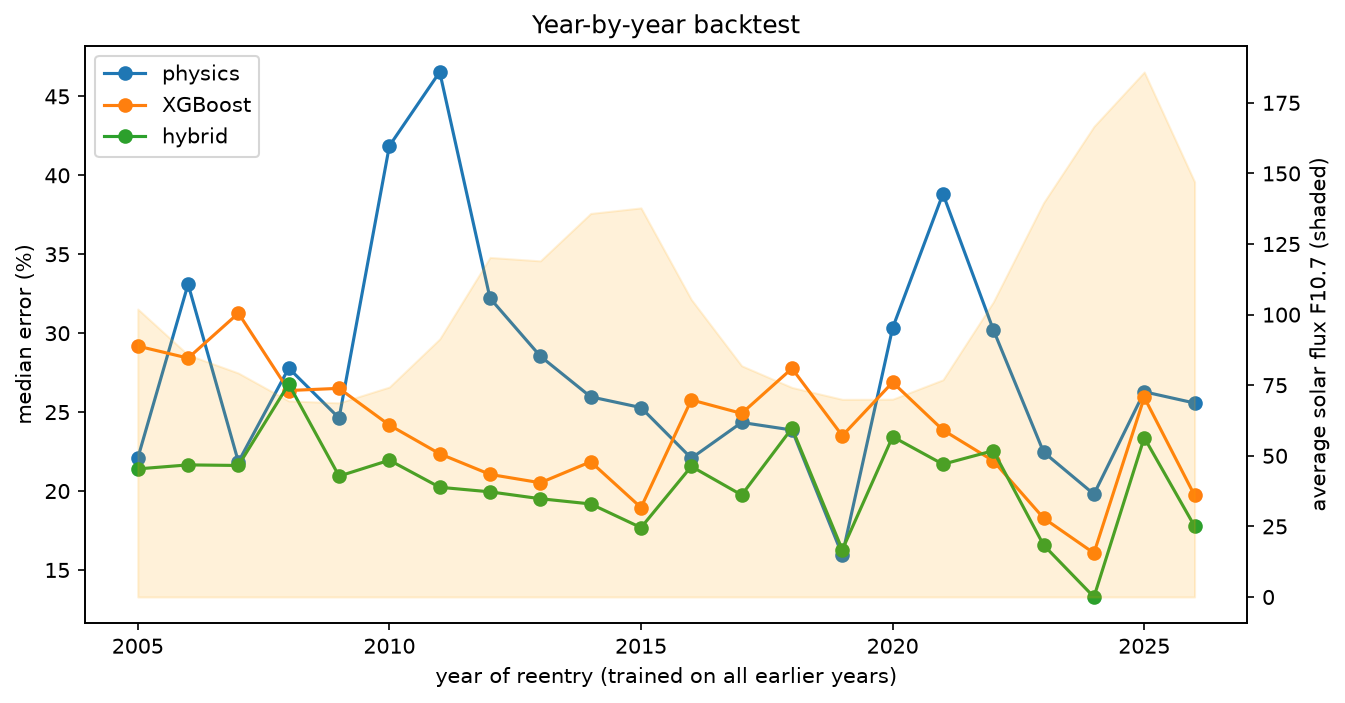 Year-by-year backtest
physics
XGBoost
hybrid
45
40
35
30
25
20
15
median error (%)
175
150
125
100
75
50
25
0
average solar flux F10.7 (shaded)
2005
2010
2015
2020
2025
year of reentry (trained on all earlier years)